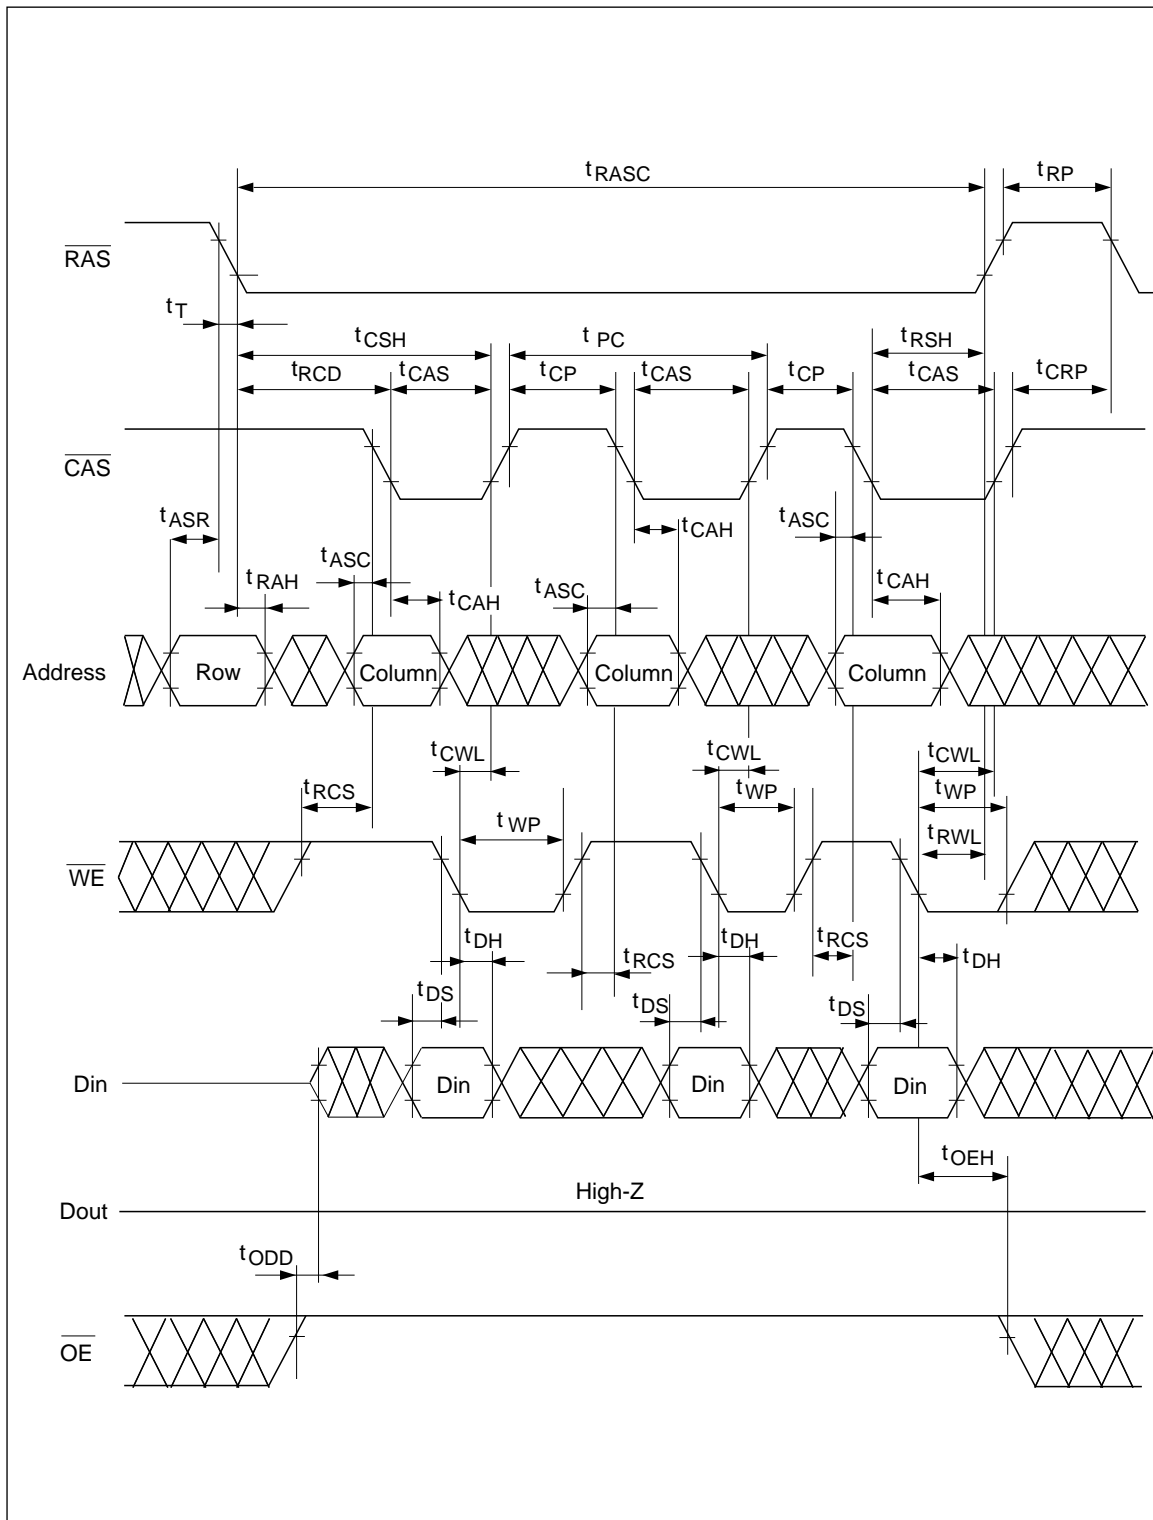 tRASC tRP
RAS
tT
tCSH tPC tRSH
tRCD tCAS tCP tCAS tCP tCAS tCRP
CAS
tASR tASC tCAH tASC
tRAH tCAH tASC tCAH
Address Row Column Column Column
tCWL tCWL tCWL
tRCS tWP tWP tWP
tRWL
WE
tDH tRCS tDH tRCS tDH
tDS tDS tDS
Din Din Din Din
tOEH
High-Z
Dout
tODD
OE